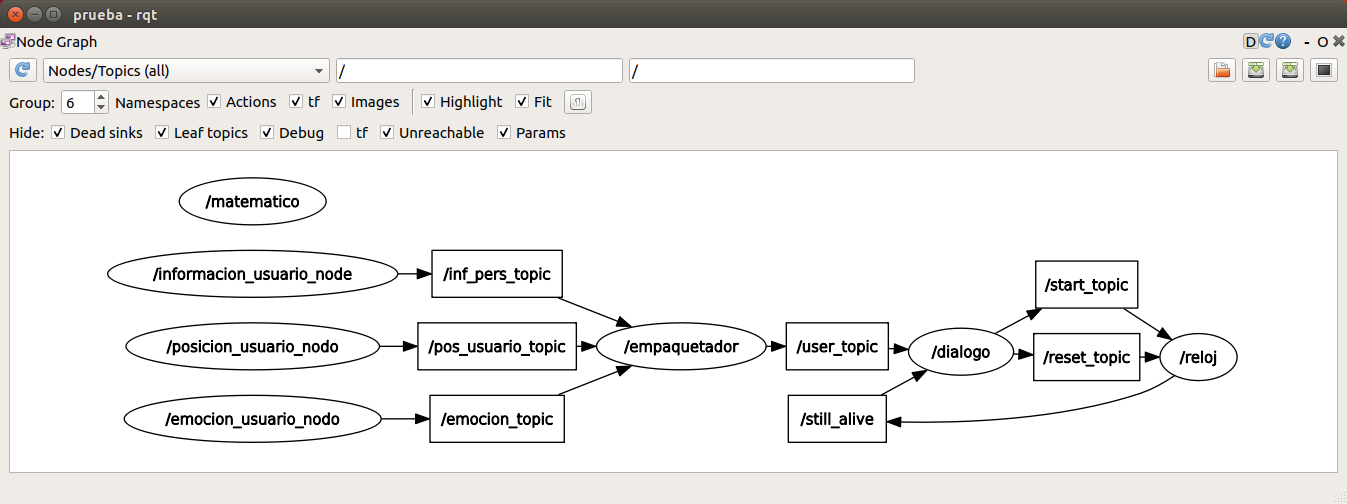 prueba - rqt
Node Graph D ? - O
Nodes/Topics (all) / /
Group: 6 Namespaces Actions tf Images Highlight Fit
Hide: Dead sinks Leaf topics Debug tf Unreachable Params
/matematico
/informacion_usuario_node /inf_pers_topic /start_topic
/posicion_usuario_nodo /pos_usuario_topic /empaquetador /user_topic /dialogo /reset_topic /reloj
/emocion_usuario_nodo /emocion_topic /still_alive